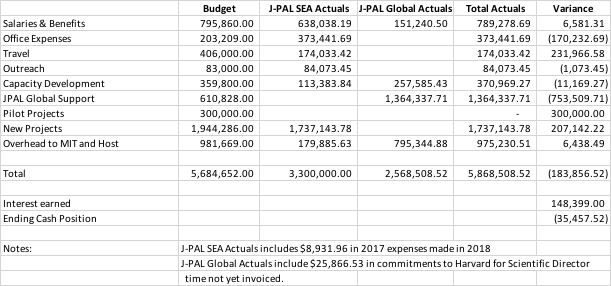 Budget J-PAL SEA Actuals J-PAL Global Actuals Total Actuals Variance
Salaries & Benefits 795,860.00 638,038.19 151,240.50 789,278.69 6,581.31
Office Expenses 203,209.00 373,441.69 373,441.69 (170,232.69)
Travel 406,000.00 174,033.42 174,033.42 231,966.58
Outreach 83,000.00 84,073.45 84,073.45 (1,073.45)
Capacity Development 359,800.00 113,383.84 257,585.43 370,969.27 (11,169.27)
JPAL Global Support 610,828.00 1,364,337.71 1,364,337.71 (753,509.71)
Pilot Projects 300,000.00 - 300,000.00
New Projects 1,944,286.00 1,737,143.78 1,737,143.78 207,142.22
Overhead to MIT and Host 981,669.00 179,885.63 795,344.88 975,230.51 6,438.49
Total 5,684,652.00 3,300,000.00 2,568,508.52 5,868,508.52 (183,856.52)
Interest earned 148,399.00
Ending Cash Position (35,457.52)
Notes: J-PAL SEA Actuals includes $8,931.96 in 2017 expenses made in 2018
J-PAL Global Actuals include $25,866.53 in commitments to Harvard for Scientific Director
time not yet invoiced.